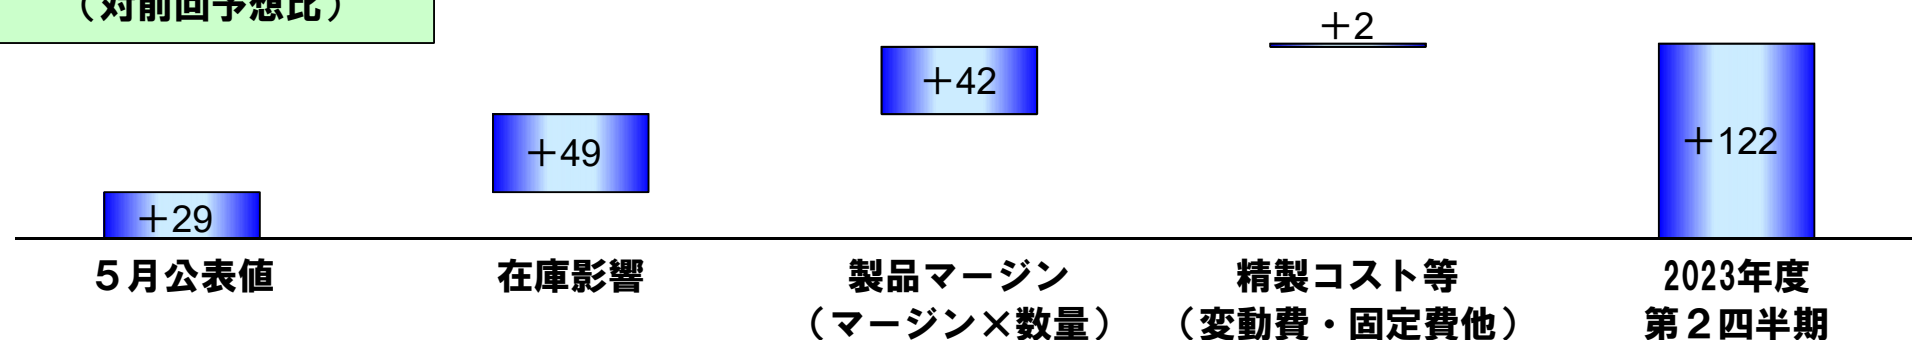 （対前回予想比）
＋2
＋42
＋49
＋122
＋29
５月公表値
在庫影響
製品マージン
（マージン×数量）
精製コスト等
（変動費・固定費他）
2023年度
第２四半期